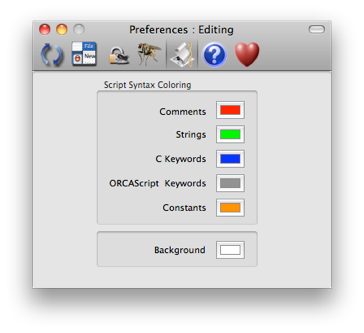 Preferences : Editing
File
New
?
Script Syntax Coloring
Comments
Strings
C Keywords
ORCAScript Keywords
Constants
Background